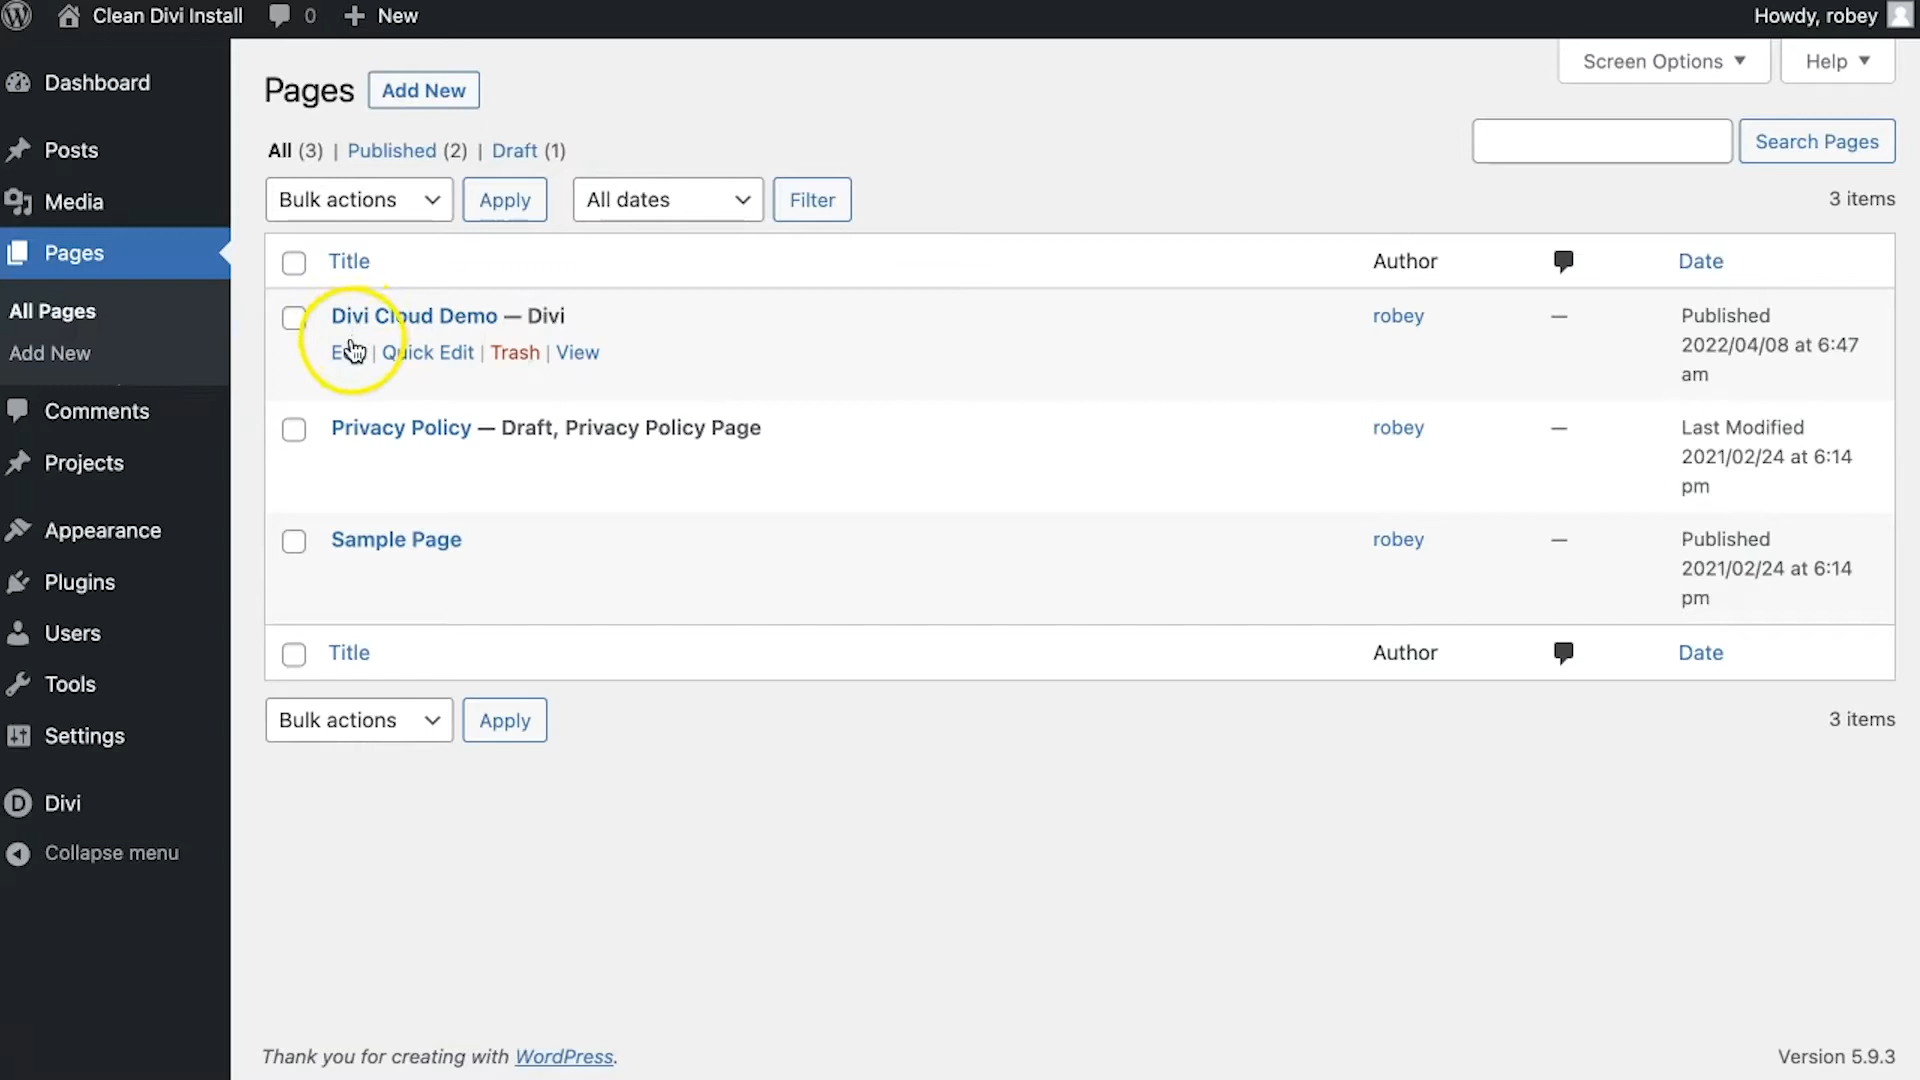 Clean Divi Install 0 New
Howdy, robey
Dashboard
Posts
Media
Pages
All Pages
Add New
Comments
Projects
Appearance
Plugins
Users
Tools
Settings
Divi
Collapse menu
Screen Options ▼ Help ▼
Pages Add New
All (3) | Published (2) | Draft (1)
Search Pages
Bulk actions Apply All dates Filter
3 items
Title Author Date
Divi Cloud Demo — Divi robey — Published
2022/04/08 at 6:47
am
| Quick Edit | Trash | View
Privacy Policy — Draft, Privacy Policy Page robey — Last Modified
2021/02/24 at 6:14
pm
Sample Page robey — Published
2021/02/24 at 6:14
pm
Title Author Date
Bulk actions Apply
3 items
Thank you for creating with WordPress.
Version 5.9.3